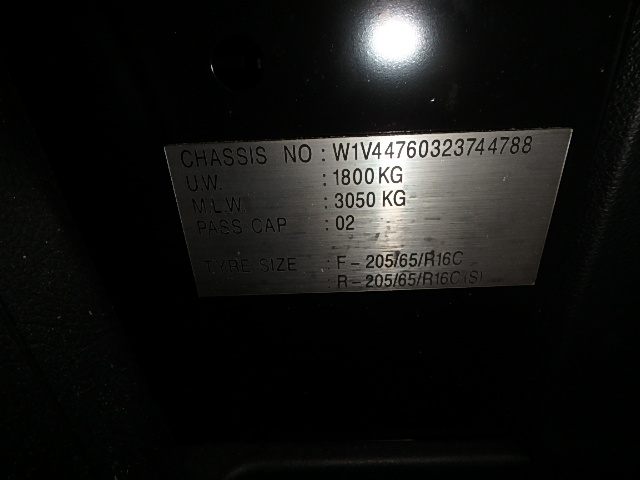 CHASSIS NO : W1V44760323744788
U.W. : 1800 KG
M.L.W. : 3050 KG
PASS CAP : 02
TYRE SIZE : F - 205/65/R16C
: R - 205/65/R16C (S)